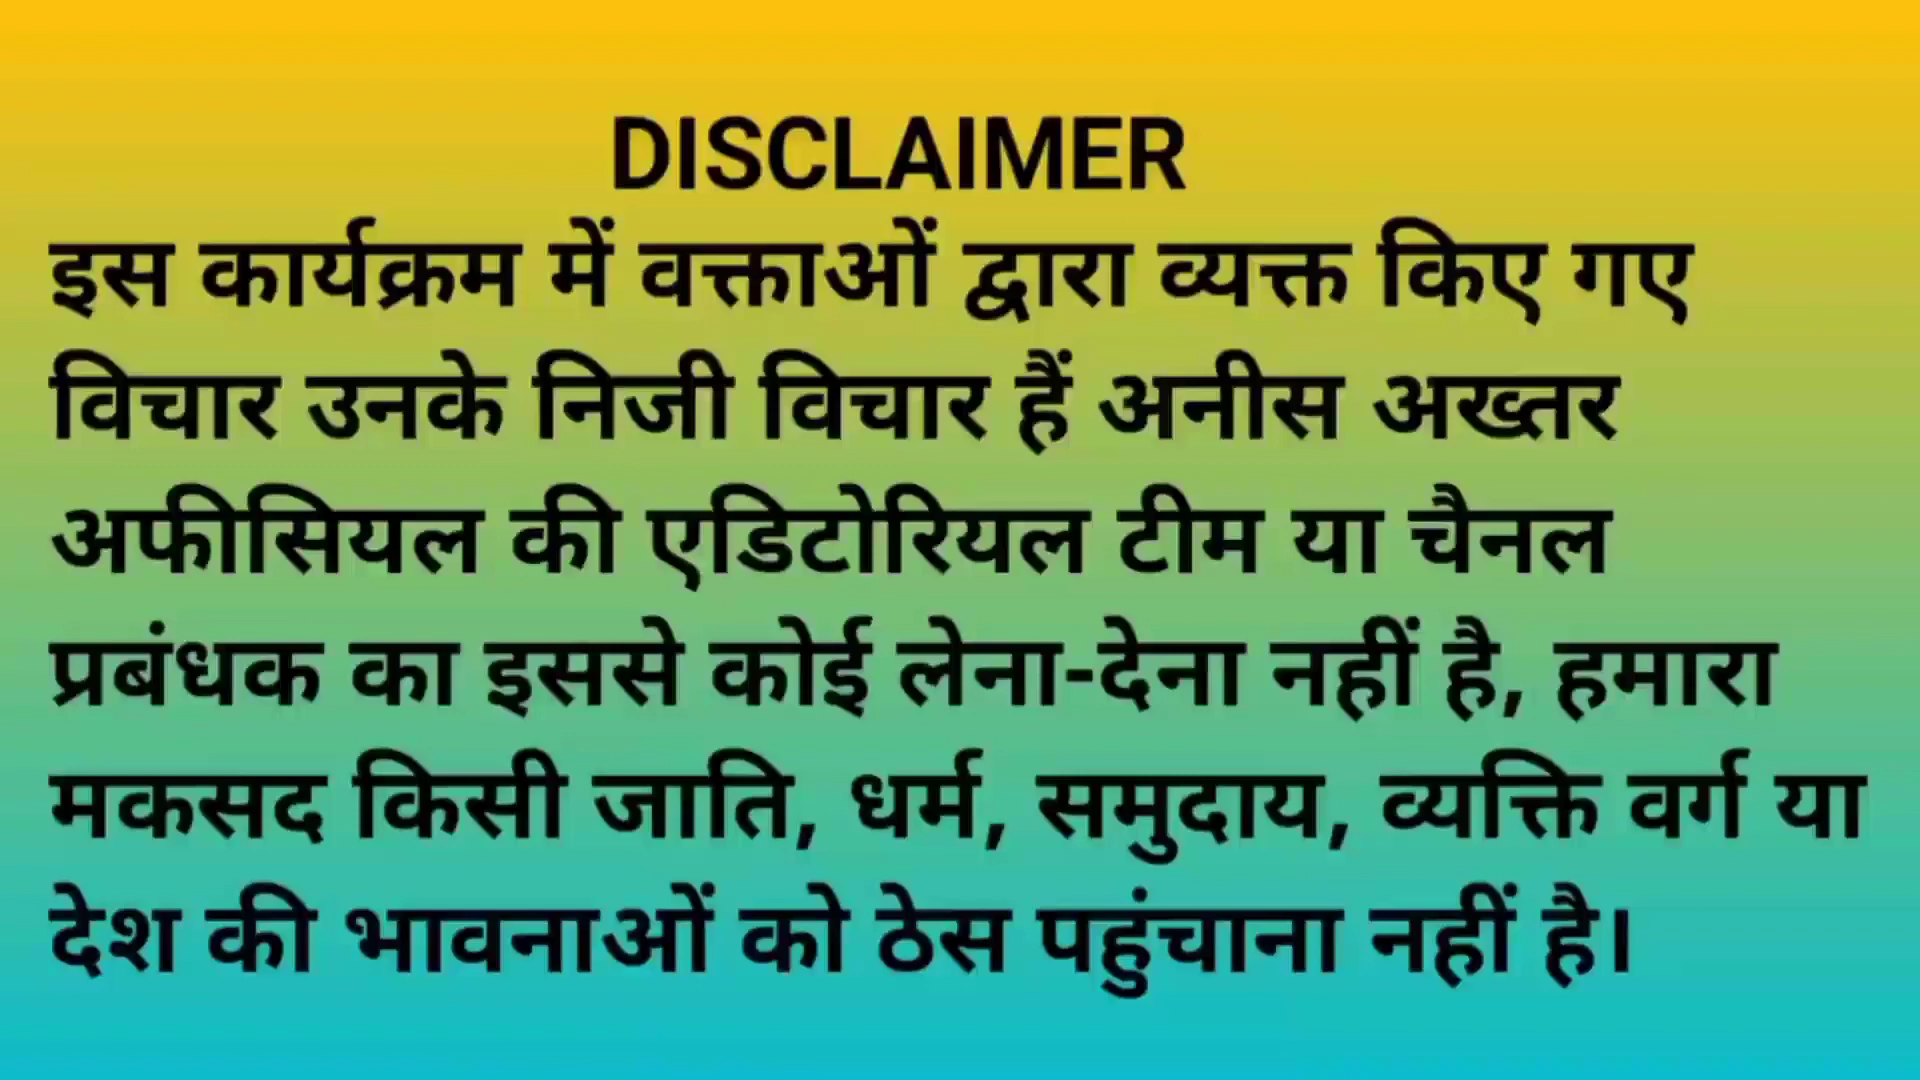 DISCLAIMER
इस कार्यक्रम में वक्ताओं द्वारा व्यक्त किए गए
विचार उनके निजी विचार हैं अनीस अख्तर
अफीसियल की एडिटोरियल टीम या चैनल
प्रबंधक का इससे कोई लेना-देना नहीं है, हमारा
मकसद किसी जाति, धर्म, समुदाय, व्यक्ति वर्ग या
देश की भावनाओं को ठेस पहुंचाना नहीं है।